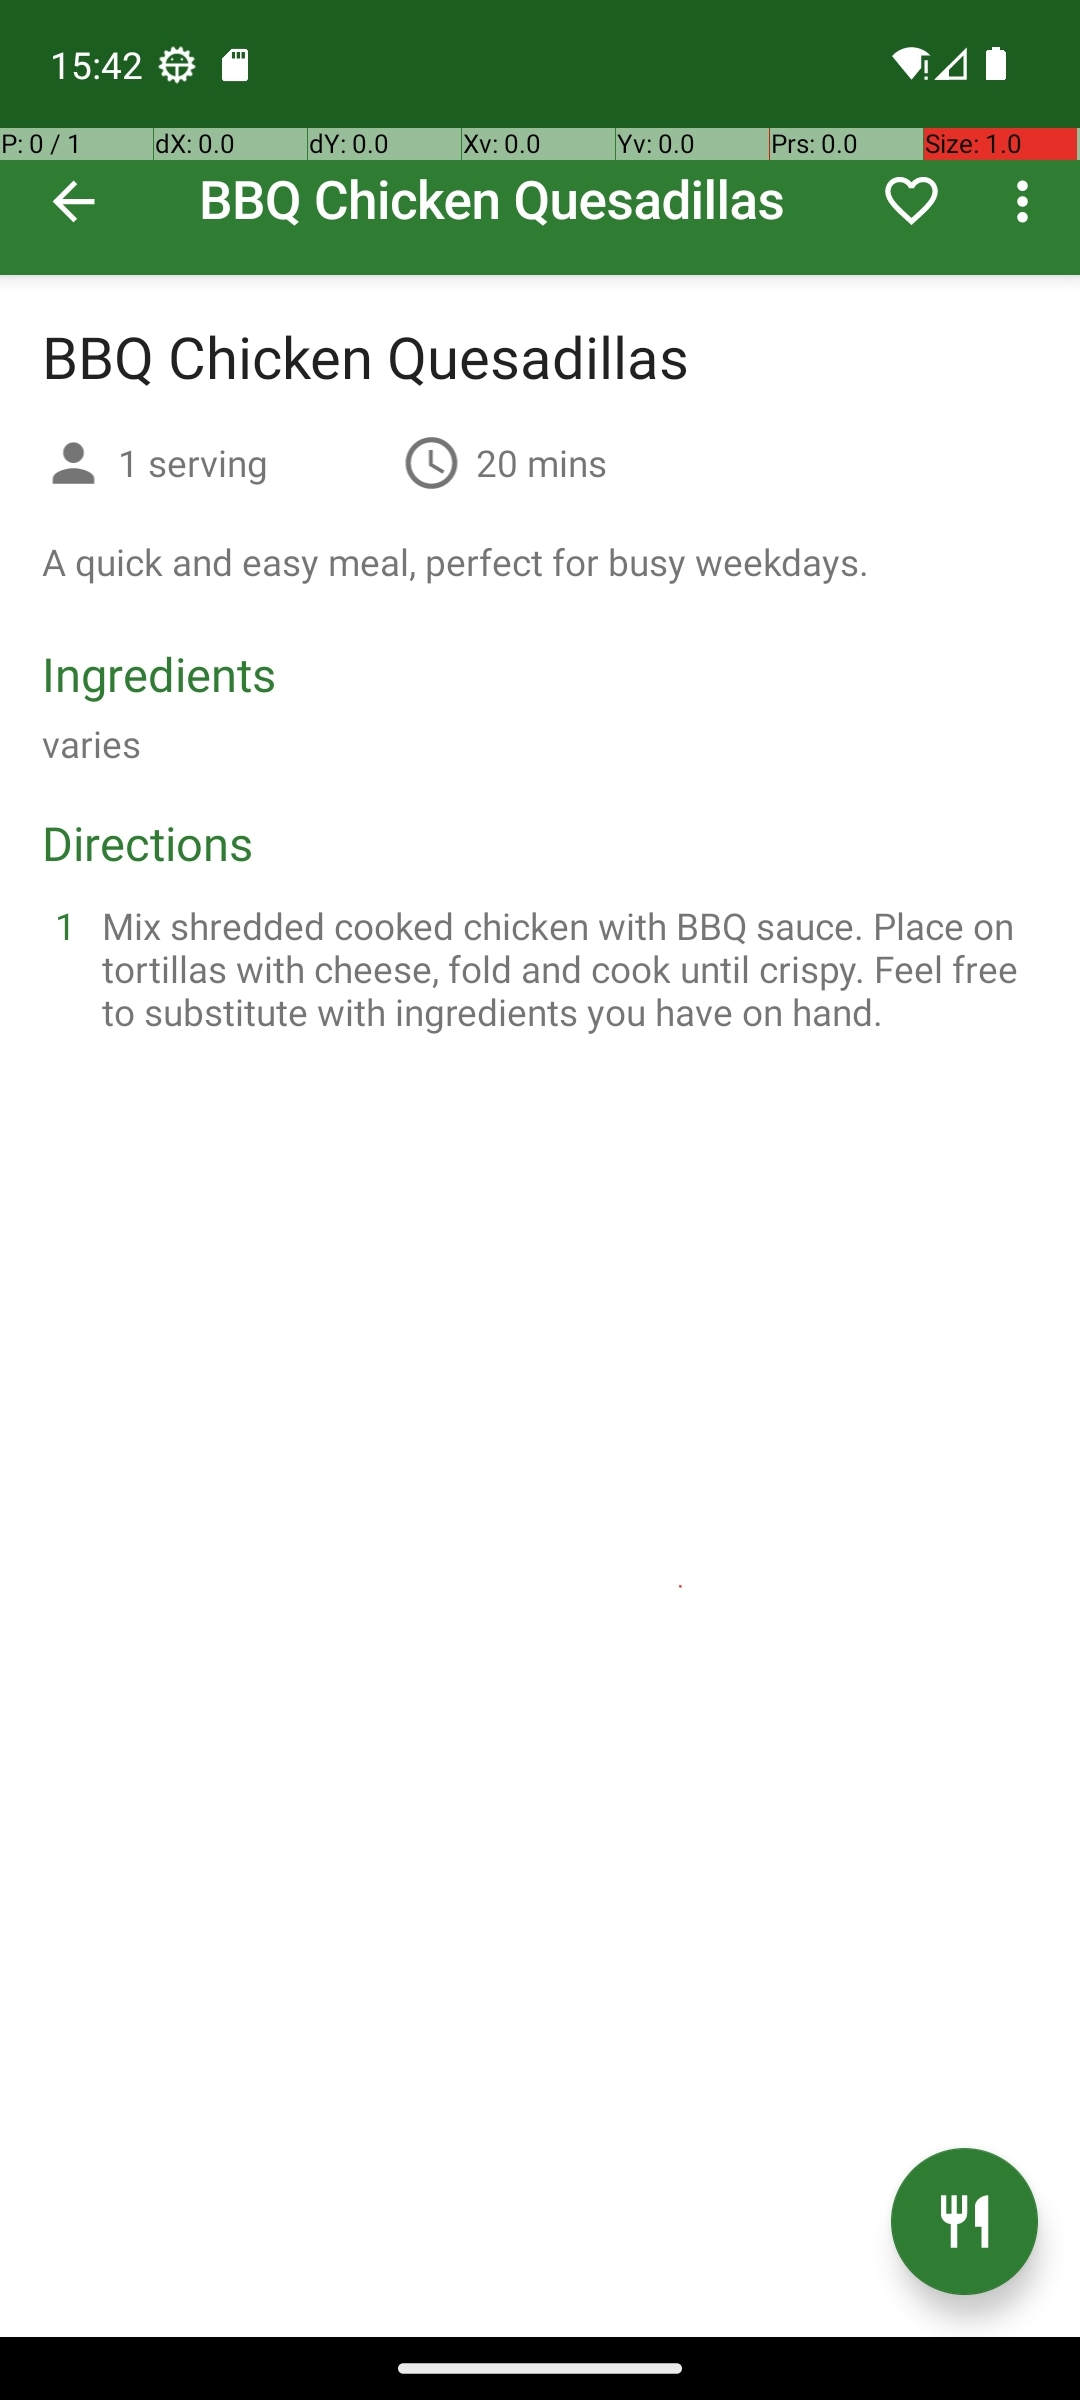 15:42
P: 0 / 1 dX: 0.0 dY: 0.0 Xv: 0.0 Yv: 0.0 Prs: 0.0 Size: 1.0
BBQ Chicken Quesadillas
BBQ Chicken Quesadillas
1 serving 20 mins
A quick and easy meal, perfect for busy weekdays.
Ingredients
varies
Directions
1 Mix shredded cooked chicken with BBQ sauce. Place on
tortillas with cheese, fold and cook until crispy. Feel free
to substitute with ingredients you have on hand.